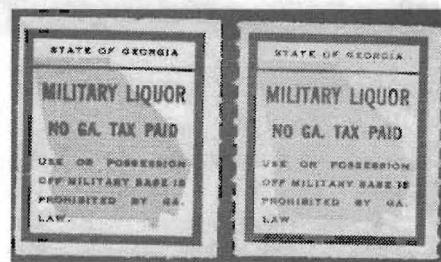 STATE OF GEORGIA
MILITARY LIQUOR
NO GA. TAX PAID
USE OR POSSESSION
OFF MILITARY BASE IS
PROHIBITED BY GA.
LAW.
STATE OF GEORGIA
MILITARY LIQUOR
NO GA. TAX PAID
USE OR POSSESSION
OFF MILITARY BASE IS
PROHIBITED BY GA.
LAW.